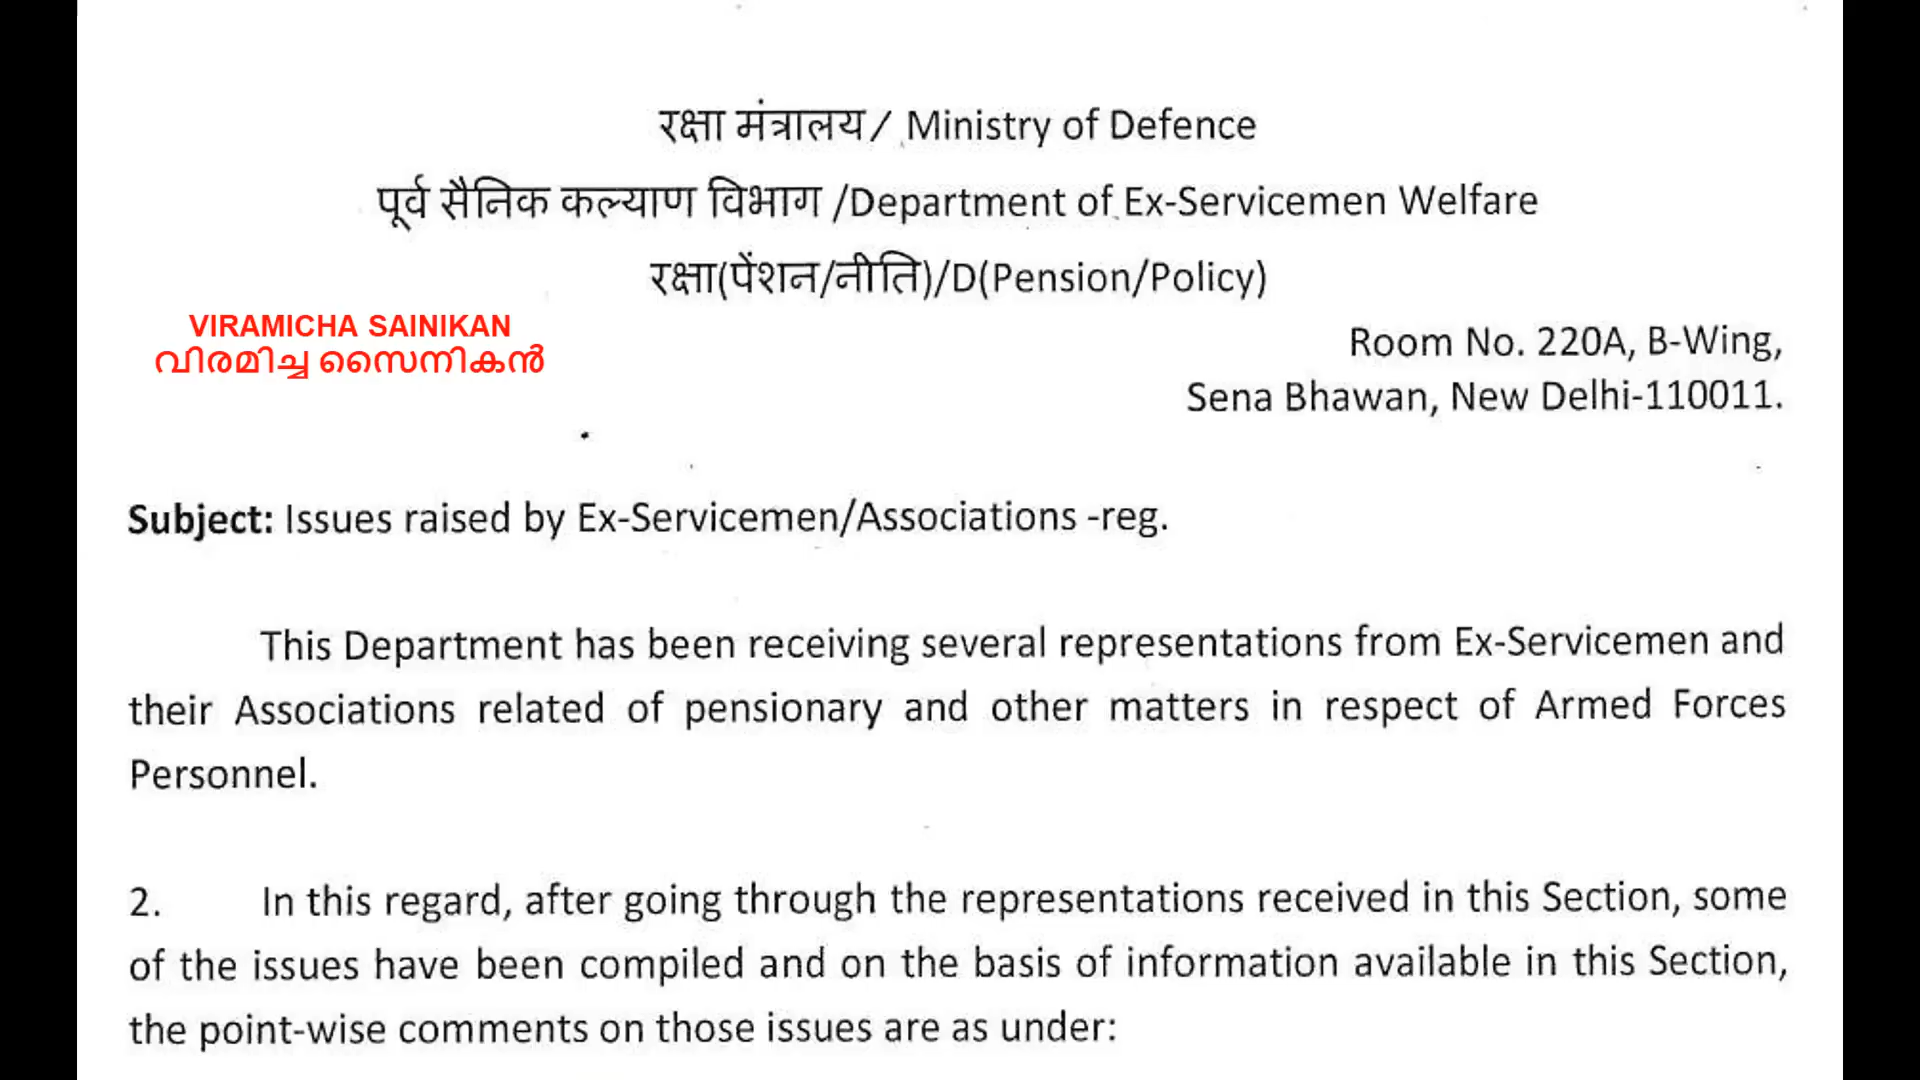 रक्षा मंत्रालय/ Ministry of Defence
पूर्व सैनिक कल्याण विभाग /Department of Ex-Servicemen Welfare
रक्षा(पेंशन/नीति)/D(Pension/Policy)
VIRAMICHA SAINIKAN
വിരമിച്ച സൈനികൻ
Room No. 220A, B-Wing,
Sena Bhawan, New Delhi-110011.
Subject: Issues raised by Ex-Servicemen/Associations -reg.
This Department has been receiving several representations from Ex-Servicemen and
their Associations related of pensionary and other matters in respect of Armed Forces
Personnel.
2. In this regard, after going through the representations received in this Section, some
of the issues have been compiled and on the basis of information available in this Section,
the point-wise comments on those issues are as under: